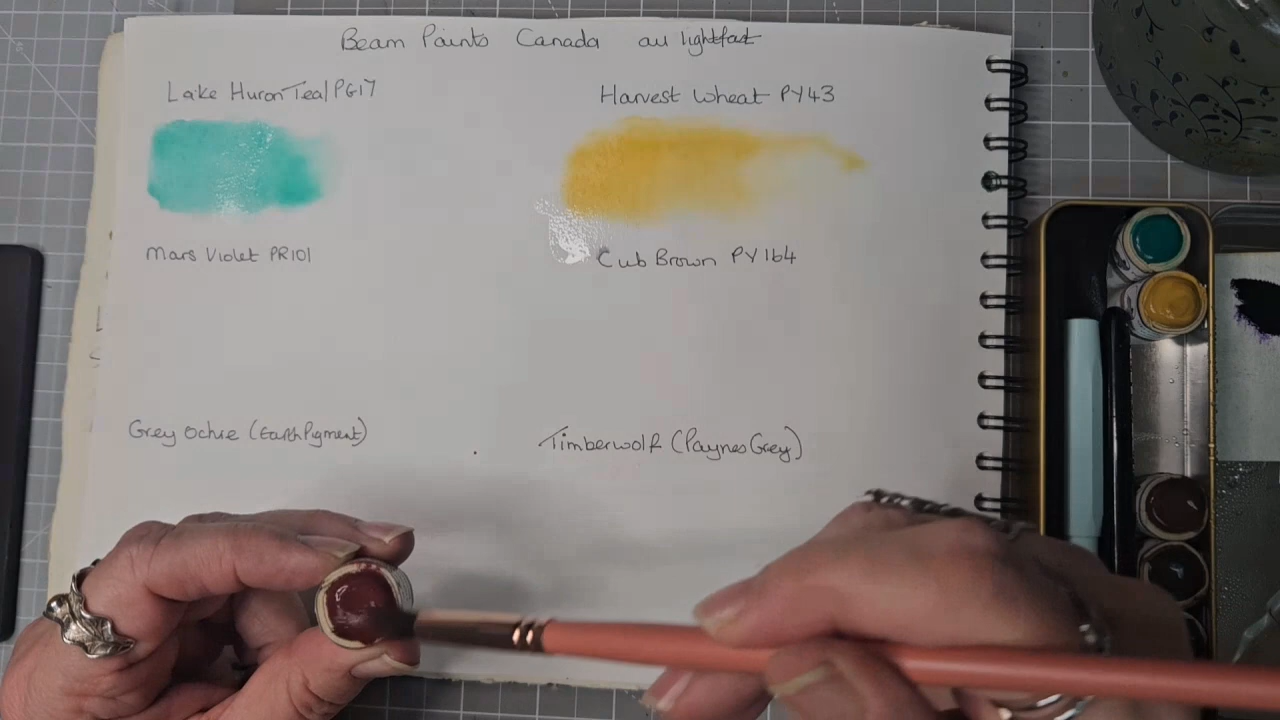 Beam Paints Canada all lightfast
Lake Huron Teal PG17
Harvest Wheat PY43
Mars Violet PR101
Cub Brown PY164
Grey Ochre (Earth Pigment)
Timberwolf (Paynes Grey)